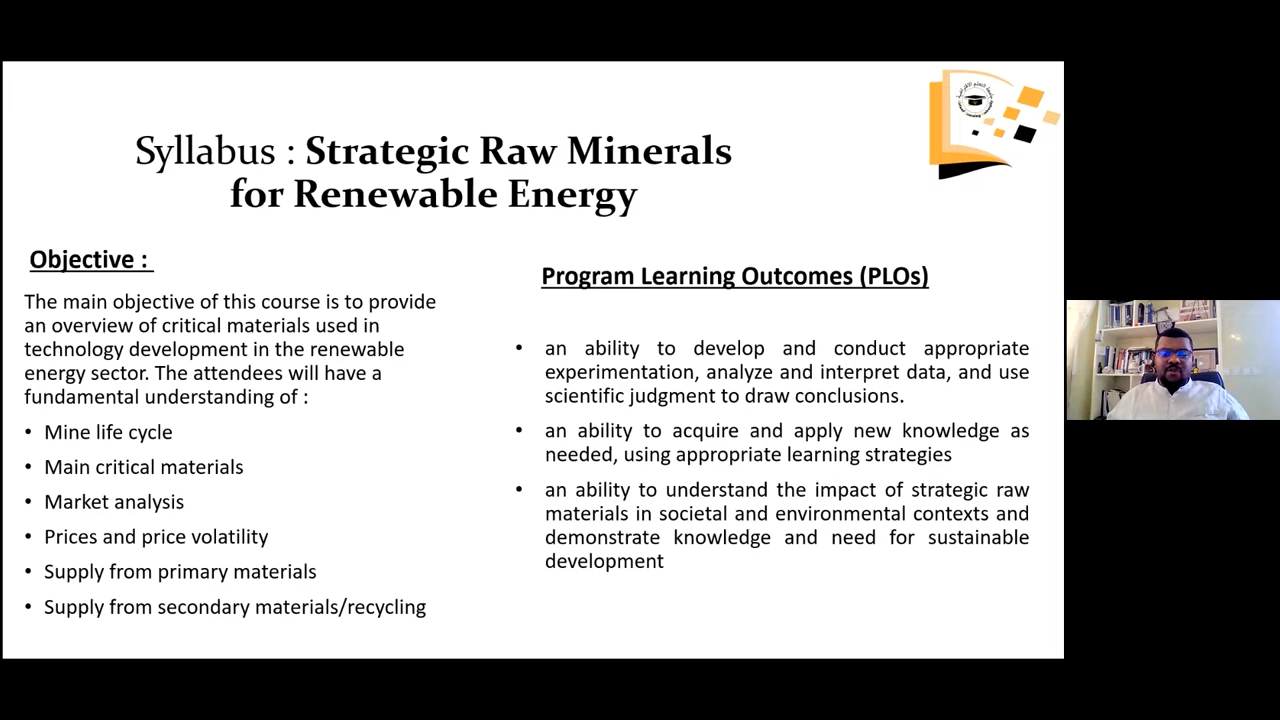 Syllabus : Strategic Raw Minerals
for Renewable Energy
Objective :
The main objective of this course is to provide
an overview of critical materials used in
technology development in the renewable
energy sector. The attendees will have a
fundamental understanding of :
• Mine life cycle
• Main critical materials
• Market analysis
• Prices and price volatility
• Supply from primary materials
• Supply from secondary materials/recycling
Program Learning Outcomes (PLOs)
• an ability to develop and conduct appropriate
experimentation, analyze and interpret data, and use
scientific judgment to draw conclusions.
• an ability to acquire and apply new knowledge as
needed, using appropriate learning strategies
• an ability to understand the impact of strategic raw
materials in societal and environmental contexts and
demonstrate knowledge and need for sustainable
development